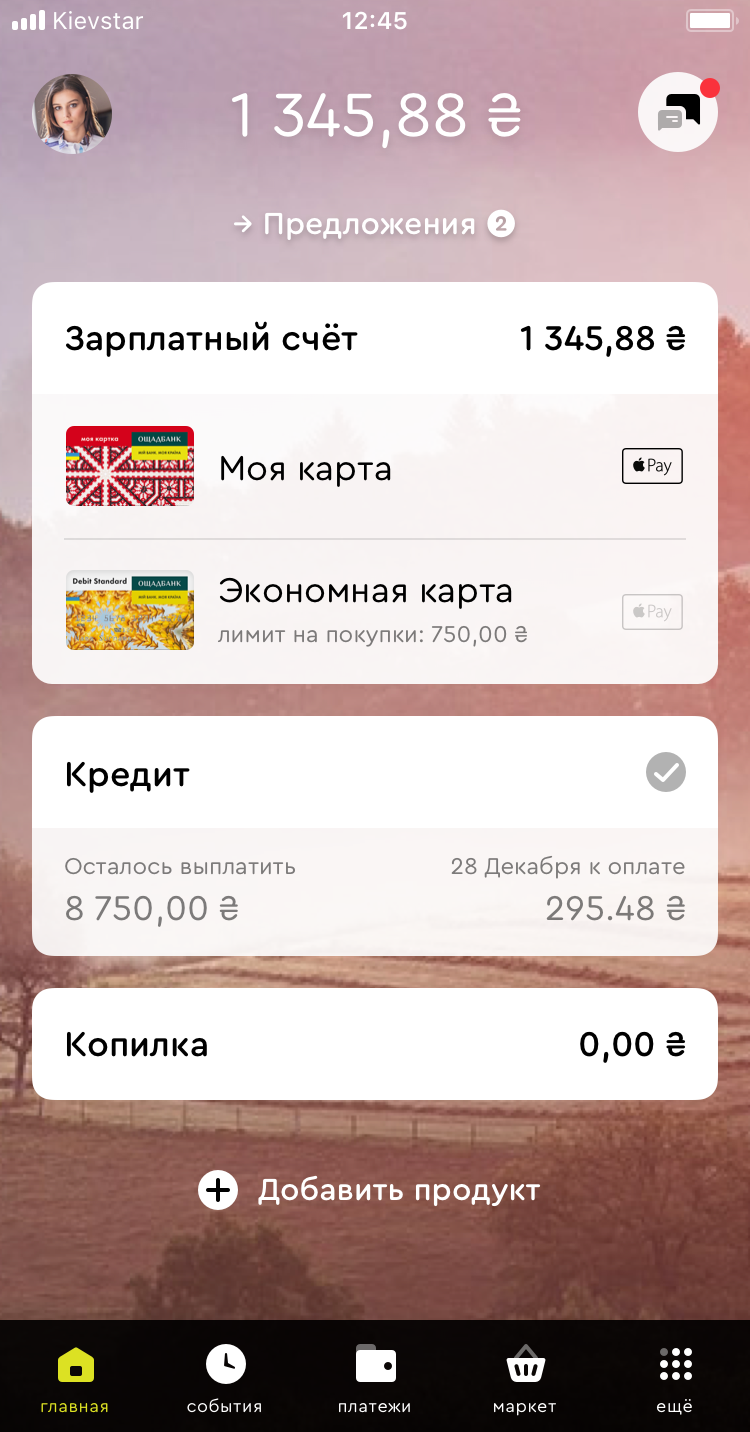 Kievstar 12:45
1 345,88 ₴
→ Предложения 2
Зарплатный счёт 1 345,88 ₴
моя картка ОЩАДБАНК
МІЙ БАНК. МОЯ КРАЇНА
Моя карта
Pay
Debit Standard ОЩАДБАНК
МІЙ БАНК. МОЯ КРАЇНА
Экономная карта
лимит на покупки: 750,00 ₴
Pay
Кредит
Осталось выплатить 28 Декабря к оплате
8 750,00 ₴ 295.48 ₴
Копилка 0,00 ₴
Добавить продукт
главная события платежи маркет ещё